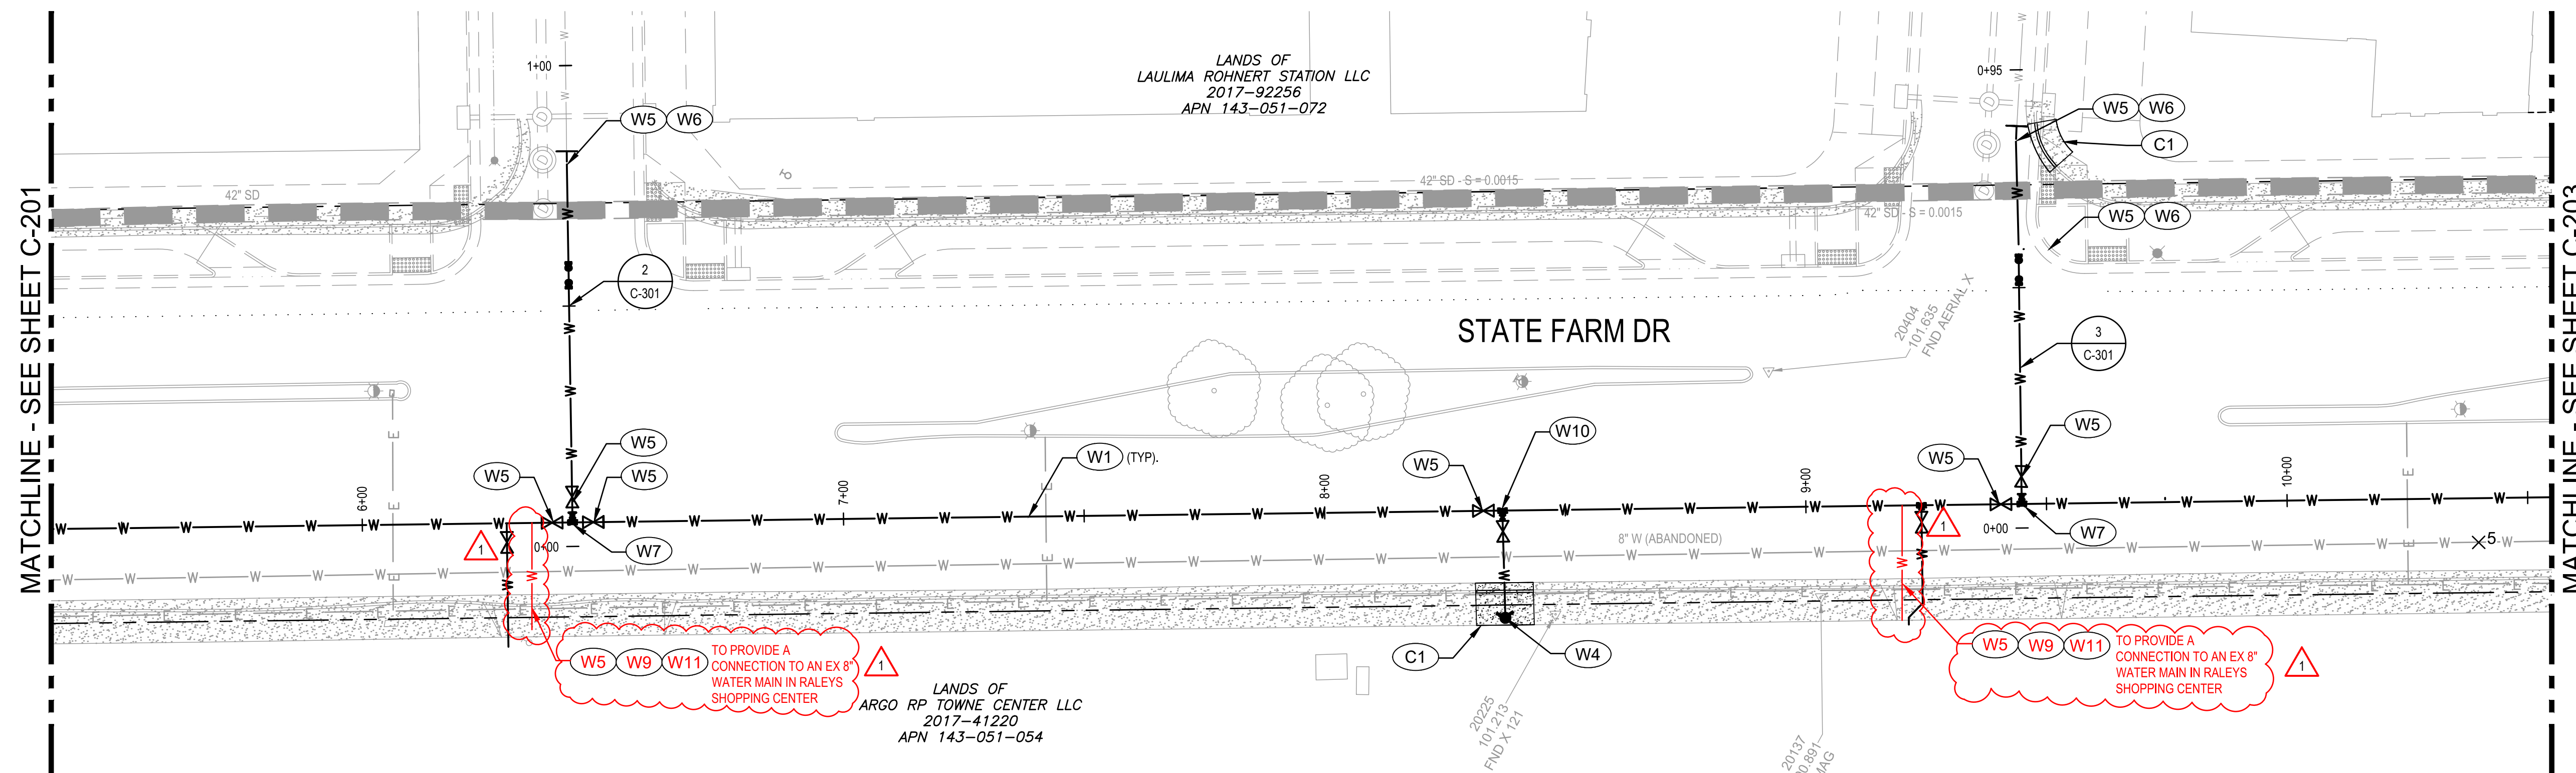 MATCHLINE - SEE SHEET C-201
1+00
LANDS OF
LAULIMA ROHNERT STATION LLC
2017-92256
APN 143-051-072
0+95
W5 W6
W5 W6
C1
42" SD
42" SD - S = 0.0015
42" SD - S = 0.0015
W5 W6
2
C-301
STATE FARM DR
20404
101.635
FND AERIAL X
3
C-301
W5
W5
W5
W1 (TYP).
W5
W10
W5
W5
6+00
7+00
8+00
9+00
10+00
1
0+00
W7
8" W (ABANDONED)
1
0+00
W7
5
W5 W9 W11
TO PROVIDE A
CONNECTION TO AN EX 8"
WATER MAIN IN RALEYS
SHOPPING CENTER
1
C1
W4
W5 W9 W11
TO PROVIDE A
CONNECTION TO AN EX 8"
WATER MAIN IN RALEYS
SHOPPING CENTER
1
LANDS OF
ARGO RP TOWNE CENTER LLC
2017-41220
APN 143-051-054
20225
101.213
FND X 121
20137
MATCHLINE - SEE SHEET C-203